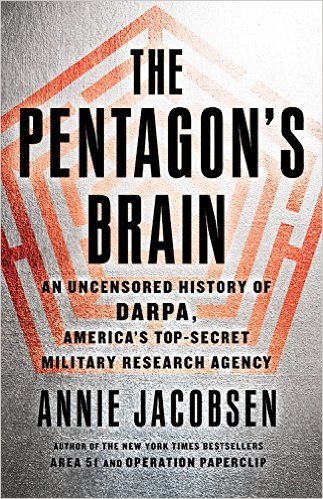 THE
PENTAGON'S
BRAIN
AN UNCENSORED HISTORY OF
DARPA,
AMERICA'S TOP-SECRET
MILITARY RESEARCH AGENCY
ANNIE JACOBSEN
AUTHOR OF THE NEW YORK TIMES BESTSELLERS
AREA 51 AND OPERATION PAPERCLIP